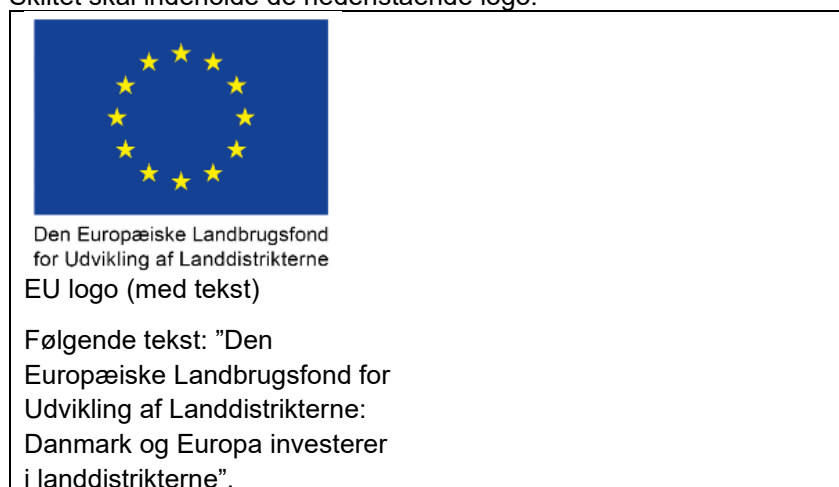 Skiltet skal indeholde de nedenstående logo.
Den Europæiske Landbrugsfond
for Udvikling af Landdistrikterne
EU logo (med tekst)
Følgende tekst: ”Den
Europæiske Landbrugsfond for
Udvikling af Landdistrikterne:
Danmark og Europa investerer
i landdistrikterne”.